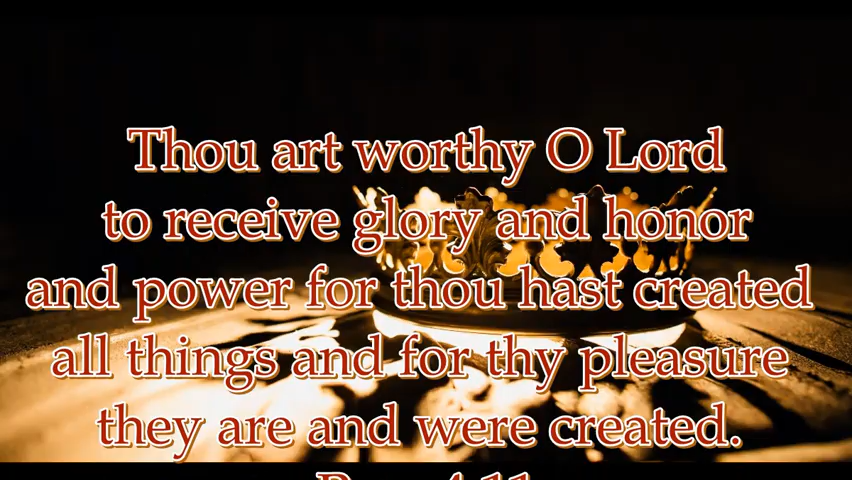 Thou art worthy O Lord
to receive glory and honor
and power for thou hast created
all things and for thy pleasure
they are and were created.